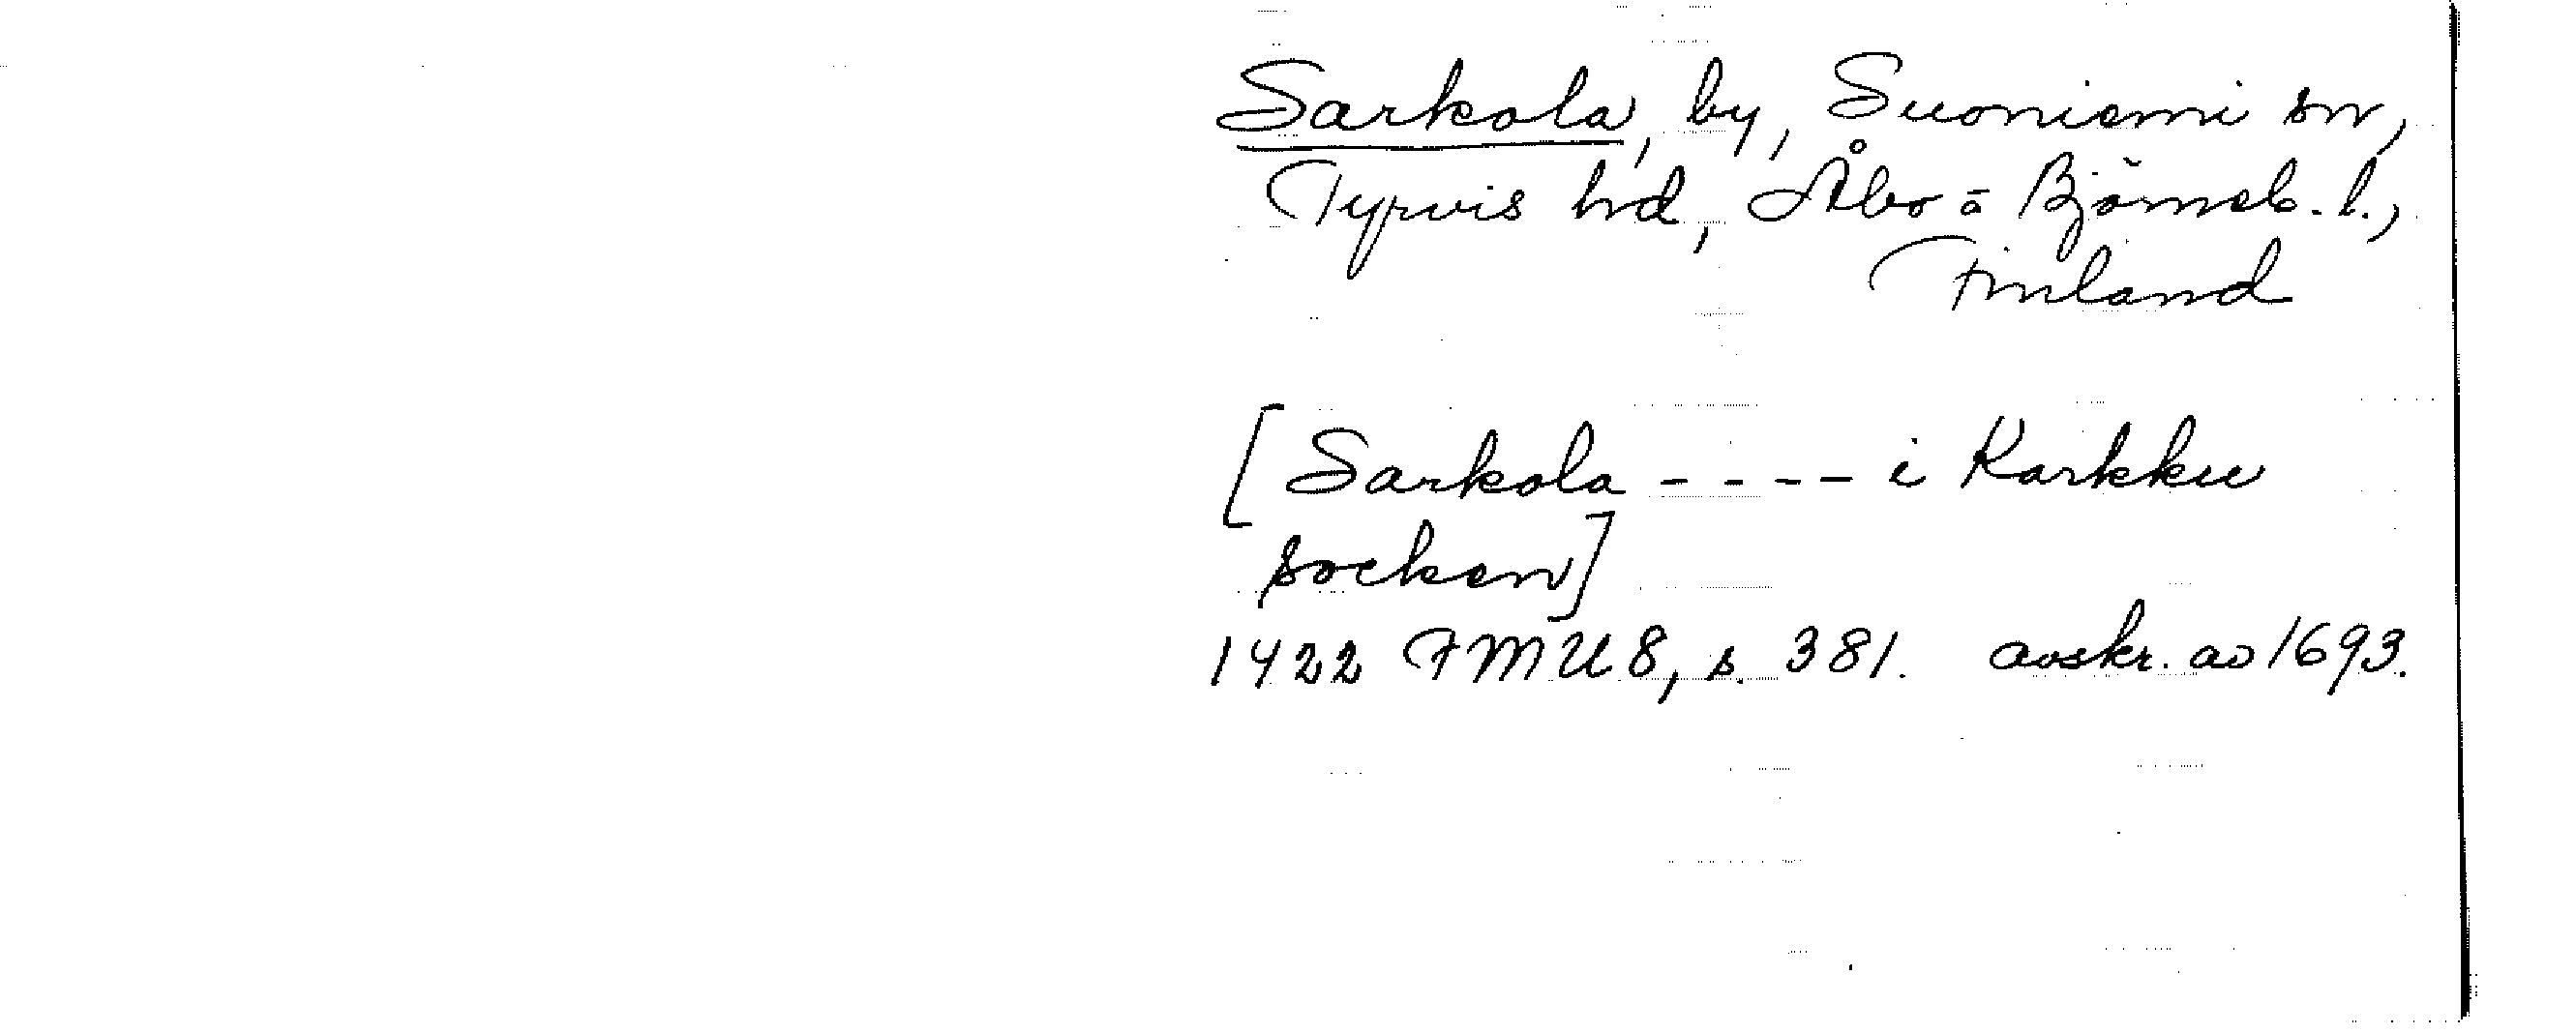 Sarkola, by, Suoniemi sn,
Tyrvis hd, Åbo = Björneb. l.,
Finland
[Sarkola - - - - i Karkku
socken]
1422 FMU 8, s. 381. avskr. av 1693.